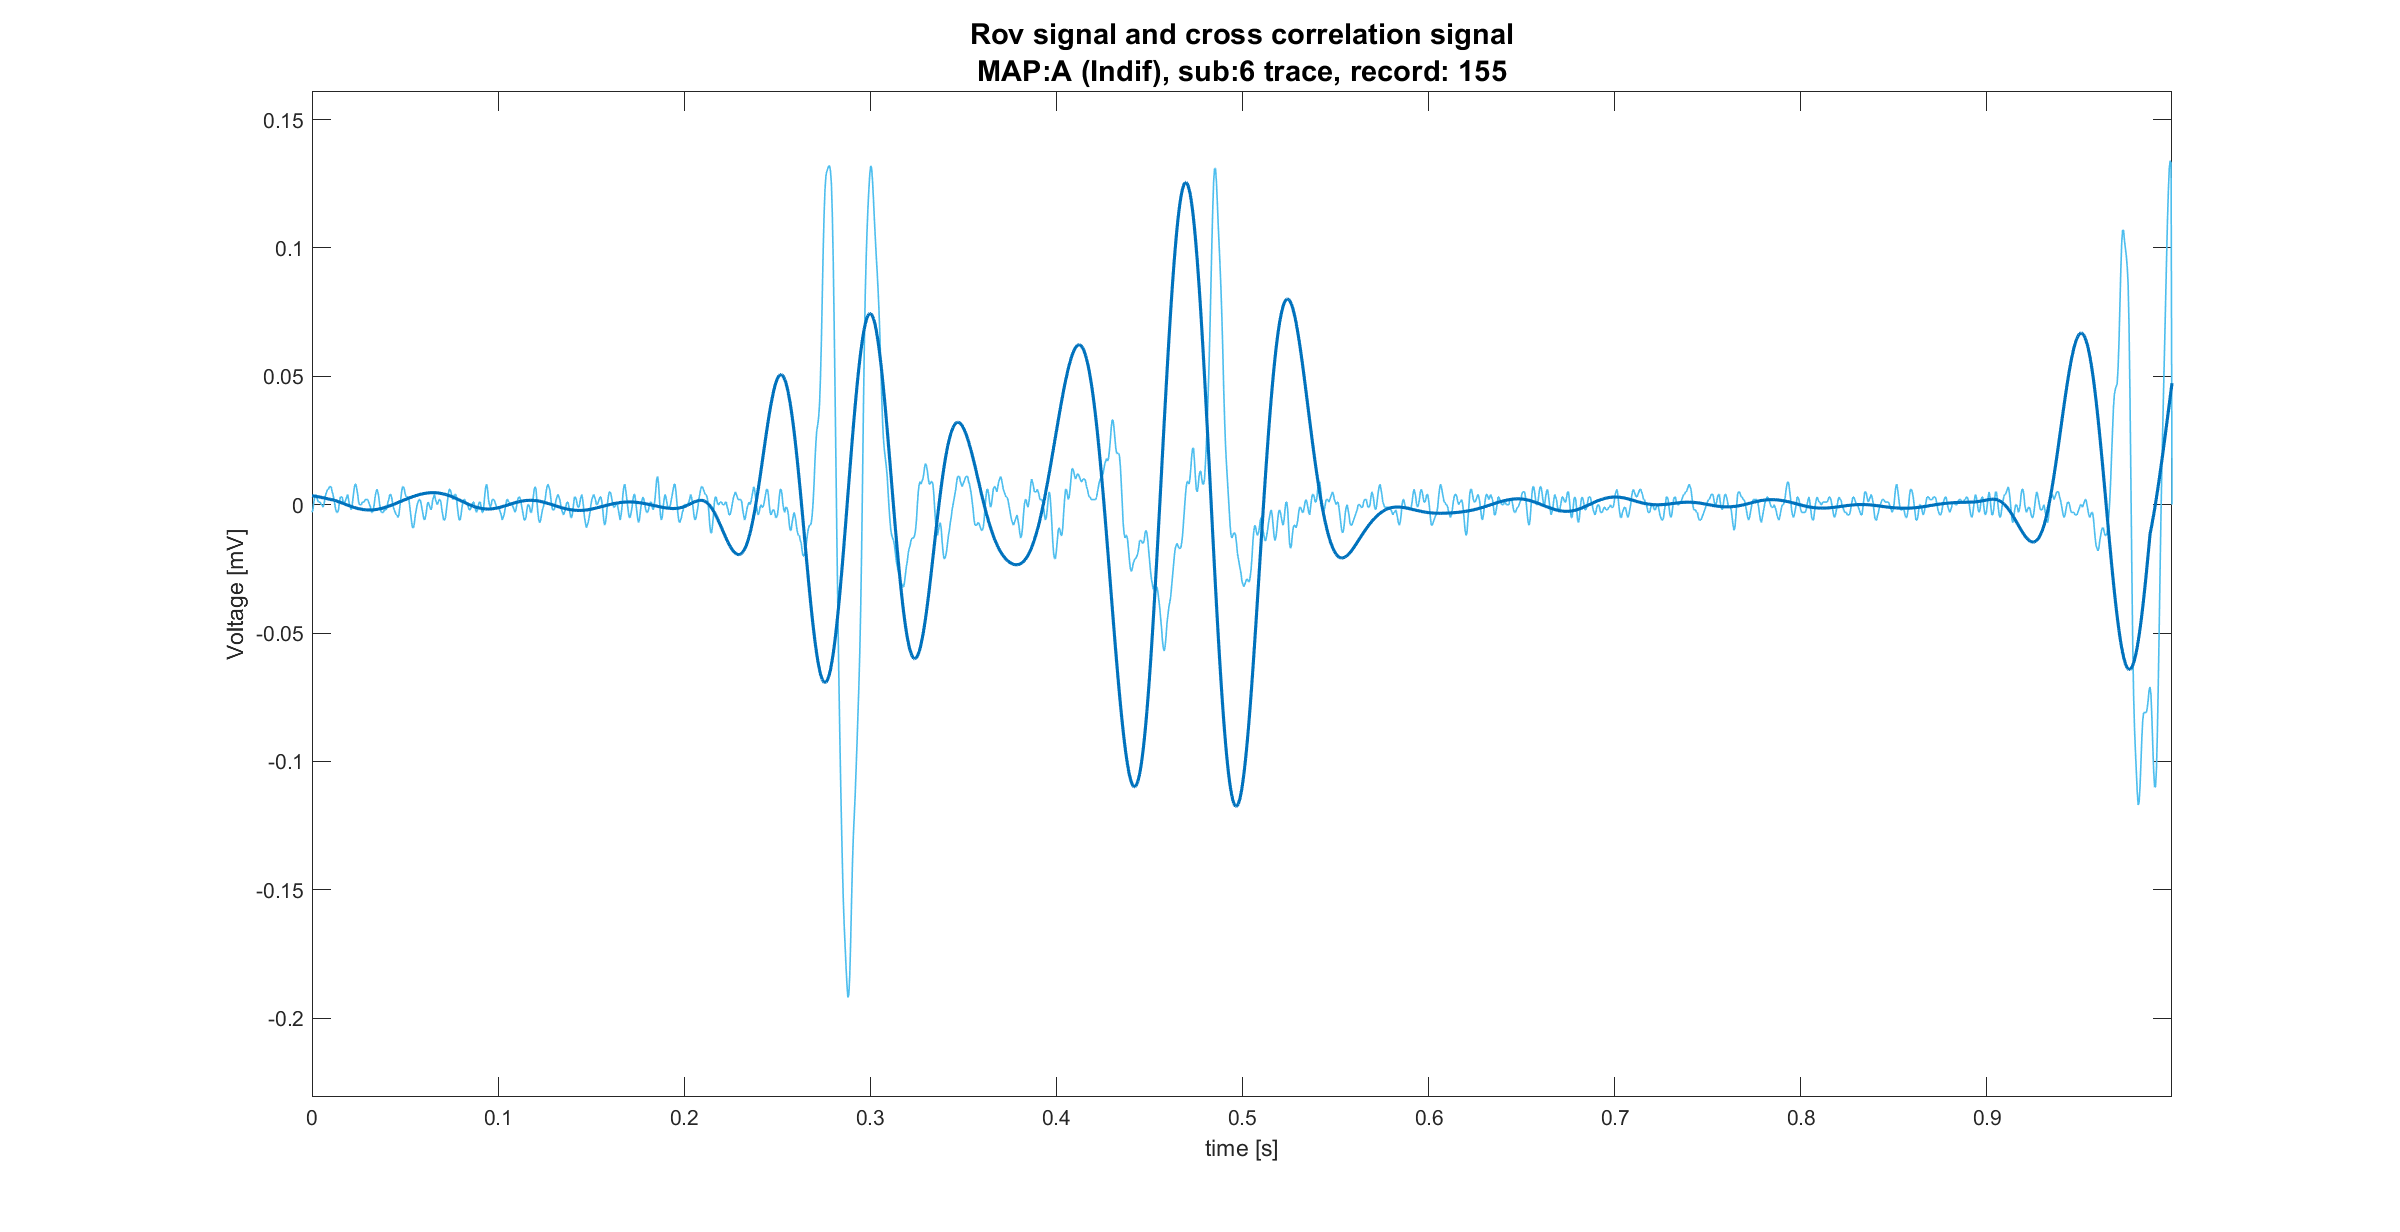 Rov signal and cross correlation signal
MAP:A (Indif), sub:6 trace, record: 155
0.15
0.1
0.05
0
-0.05
-0.1
-0.15
-0.2
Voltage [mV]
0 0.1 0.2 0.3 0.4 0.5 0.6 0.7 0.8 0.9
time [s]